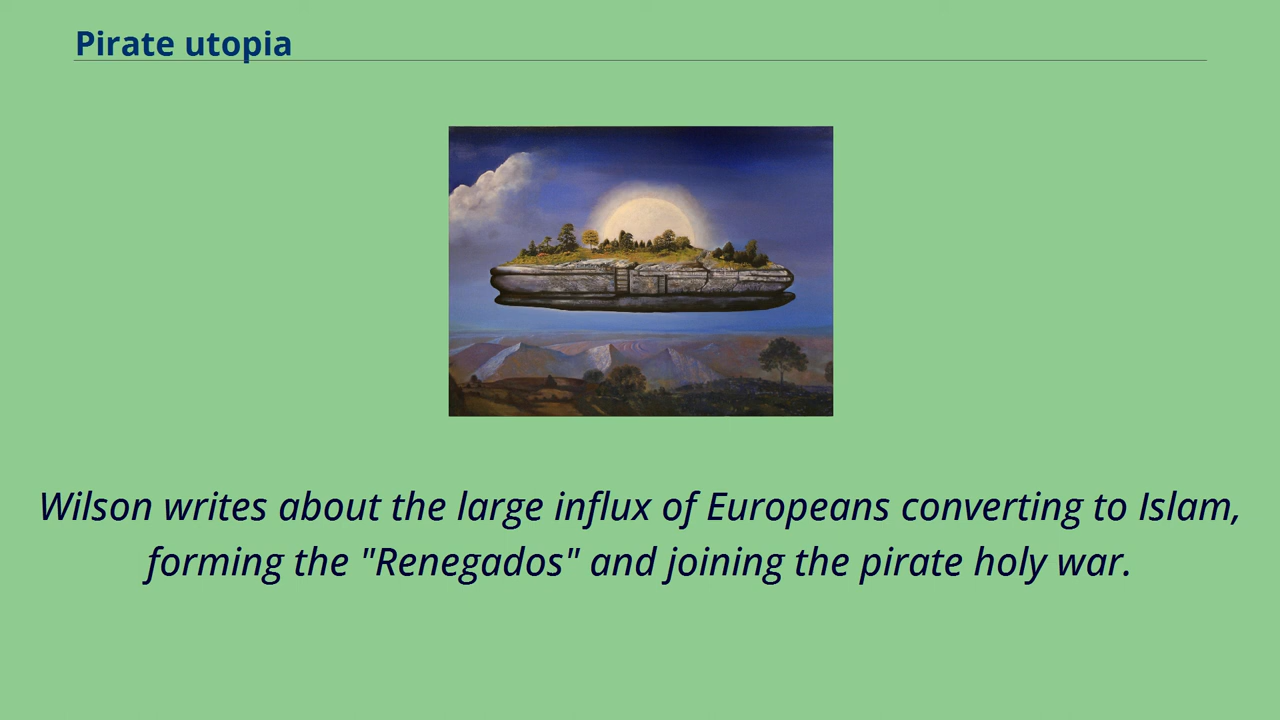 Pirate utopia
Wilson writes about the large influx of Europeans converting to Islam,
forming the "Renegados" and joining the pirate holy war.